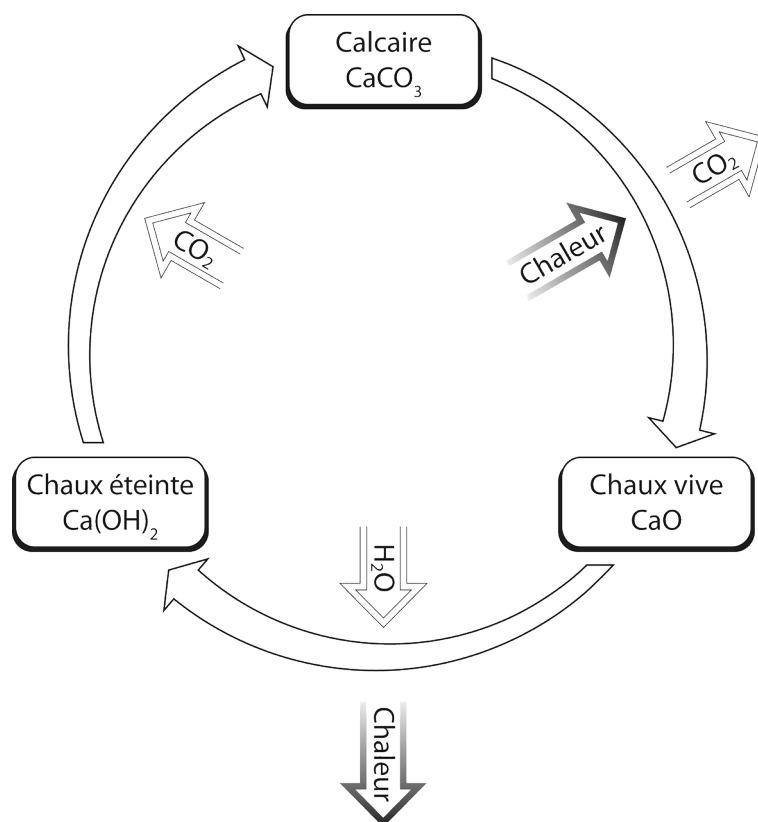 Calcaire
CaCO₃
CO₂
Chaleur
CO₂
Chaux éteinte
Ca(OH)₂
Chaux vive
CaO
H₂O
Chaleur